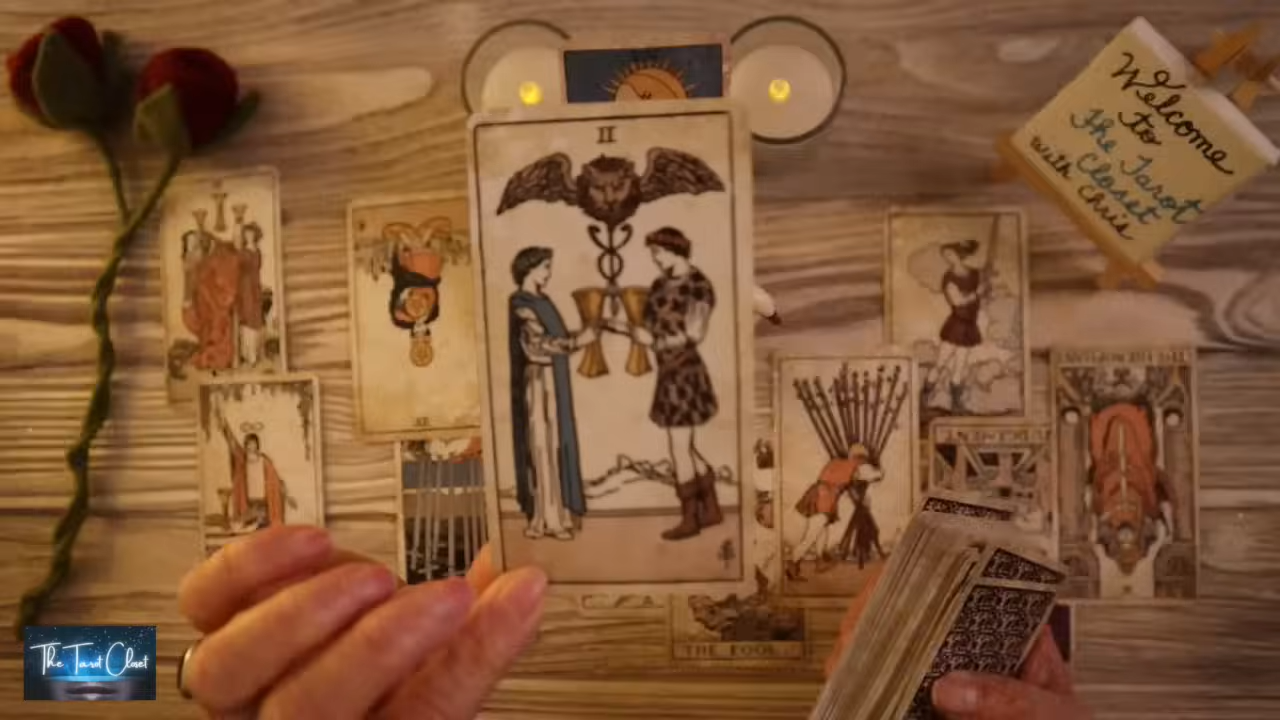 II
Welcome
to
the Tarot
Closet
with Chris
THE FOOL.
The Tarot Closet